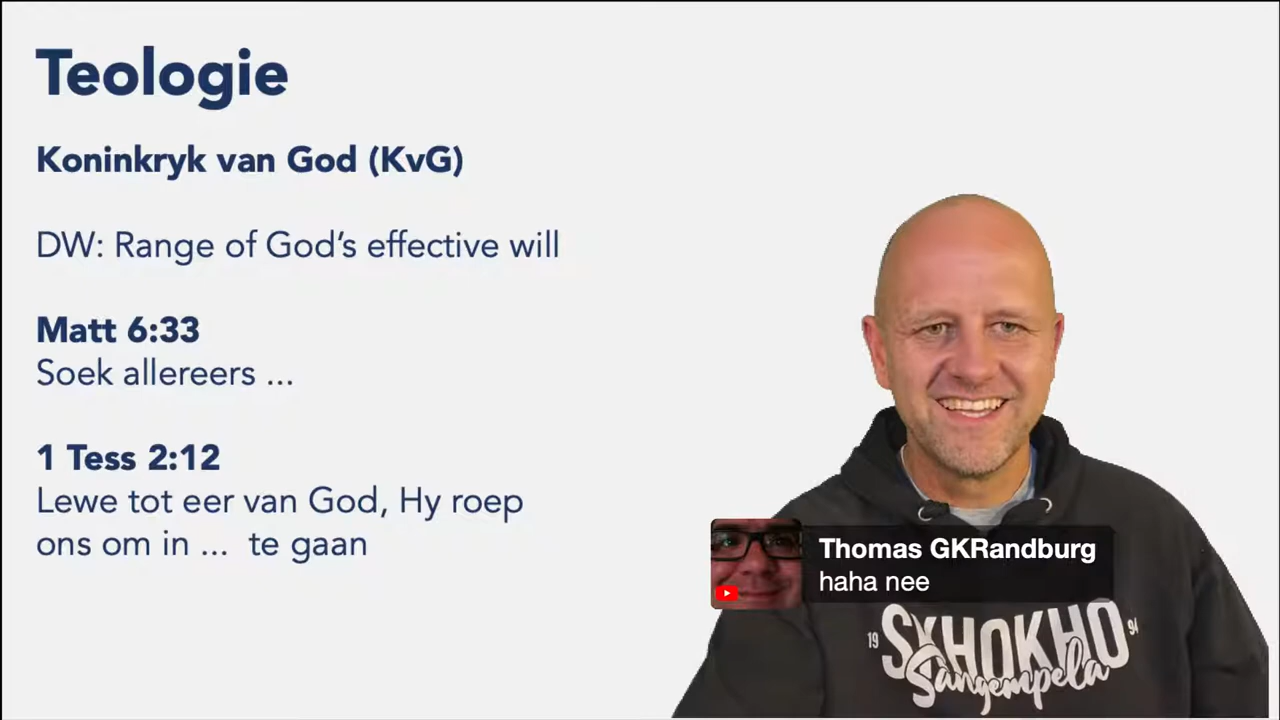 Teologie
Koninkryk van God (KvG)
DW: Range of God's effective will
Matt 6:33
Soek allereers ...
1 Tess 2:12
Lewe tot eer van God, Hy roep
ons om in ... te gaan
Thomas GKRandburg
haha nee
19 SKHOKHO 94
Sangempela